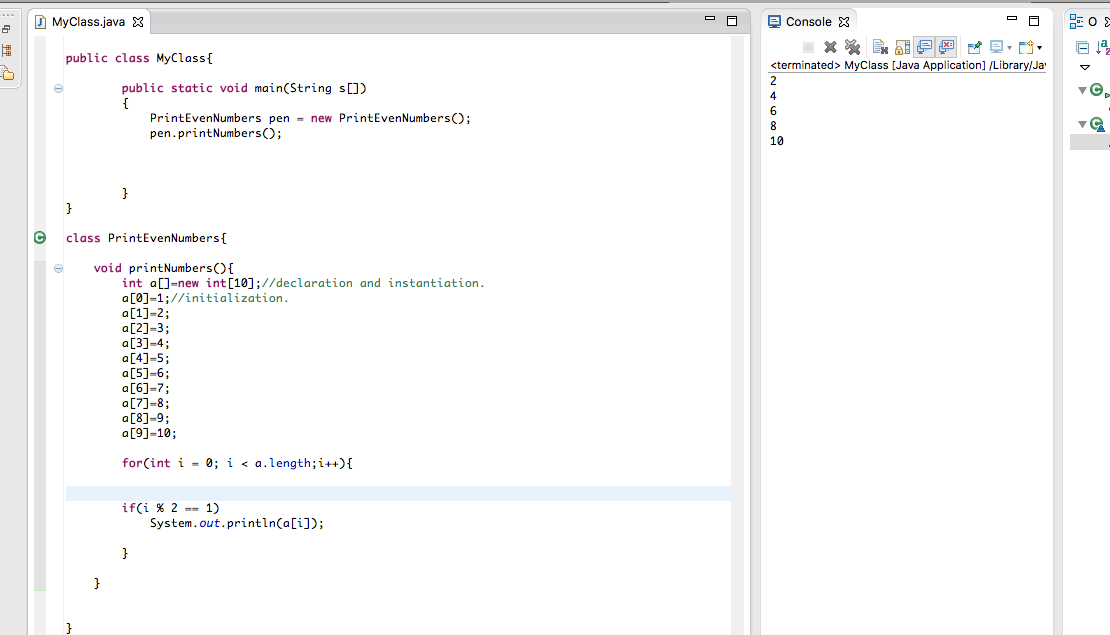 MyClass.java
public class MyClass{
public static void main(String s[])
{
PrintEvenNumbers pen = new PrintEvenNumbers();
pen.printNumbers();
}
}
class PrintEvenNumbers{
void printNumbers(){
int a[]=new int[10];//declaration and instantiation.
a[0]=1;//initialization.
a[1]=2;
a[2]=3;
a[3]=4;
a[4]=5;
a[5]=6;
a[6]=7;
a[7]=8;
a[8]=9;
a[9]=10;
for(int i = 0; i < a.length;i++){
if(i % 2 == 1)
System.out.println(a[i]);
}
}
}
Console
<terminated> MyClass [Java Application] /Library/Ja
2
4
6
8
10
O